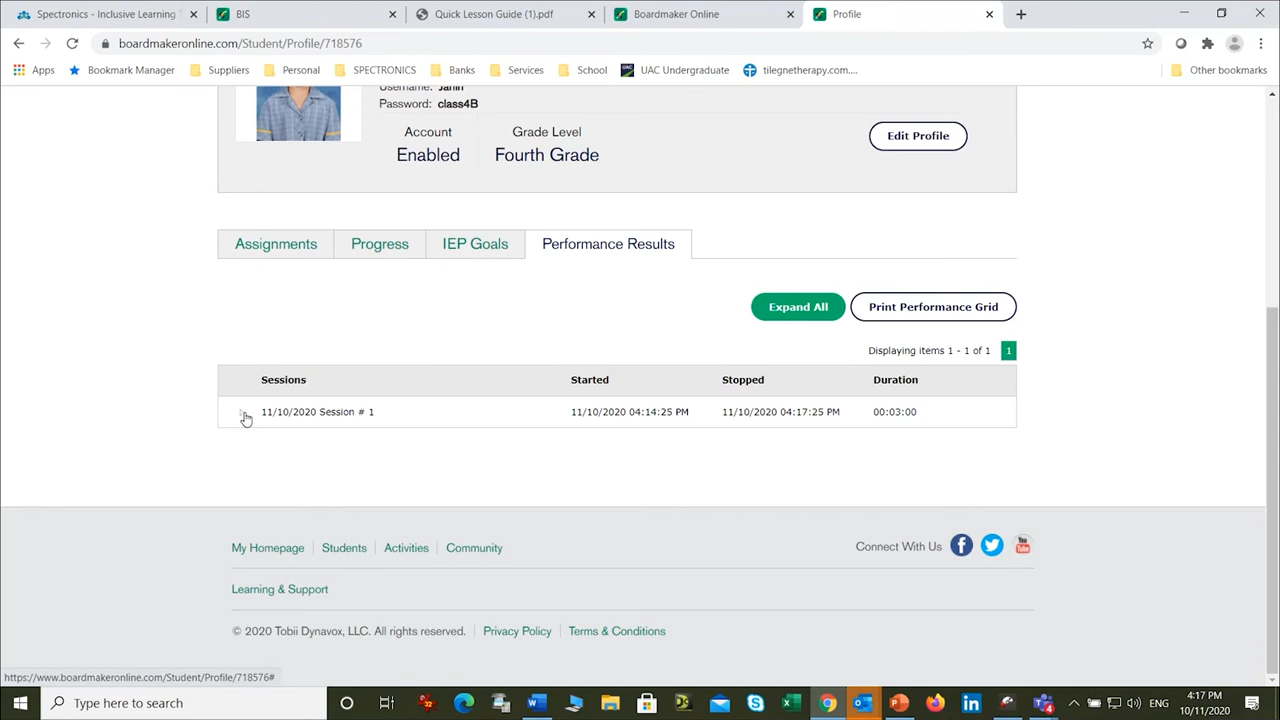 Spectronics - Inclusive Learning
BIS
Quick Lesson Guide (1).pdf
Boardmaker Online
Profile
boardmakeronline.com/Student/Profile/718576
Apps
Bookmark Manager
Suppliers
Personal
SPECTRONICS
Banks
Services
School
UAC Undergraduate
tilegnetherapy.com....
Other bookmarks
Username: Jarlin
Password: class4B
Account
Grade Level
Enabled
Fourth Grade
Edit Profile
Assignments
Progress
IEP Goals
Performance Results
Expand All
Print Performance Grid
Displaying items 1 - 1 of 1
1
Sessions Started Stopped Duration
11/10/2020 Session # 1 11/10/2020 04:14:25 PM 11/10/2020 04:17:25 PM 00:03:00
My Homepage
Students
Activities
Community
Connect With Us
You Tube
Learning & Support
© 2020 Tobii Dynavox, LLC. All rights reserved.
Privacy Policy
Terms & Conditions
https://www.boardmakeronline.com/Student/Profile/718576#
Type here to search
ENG
4:17 PM
10/11/2020